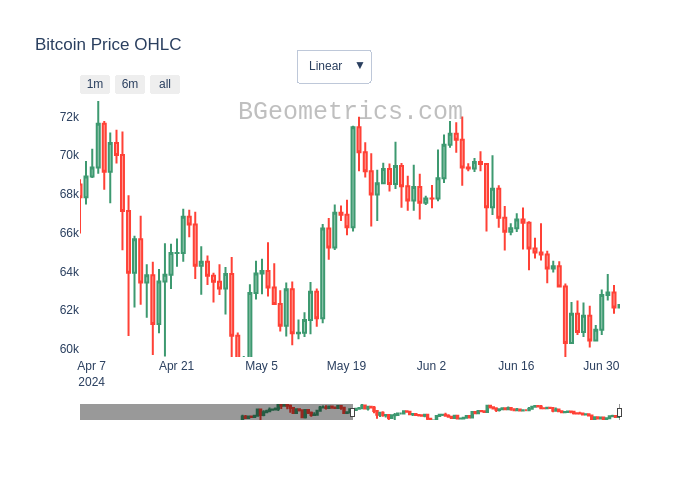 Bitcoin Price OHLC
Linear ▼
1m 6m all
BGeometrics.com
72k
70k
68k
66k
64k
62k
60k
Apr 7 Apr 21 May 5 May 19 Jun 2 Jun 16 Jun 30
2024